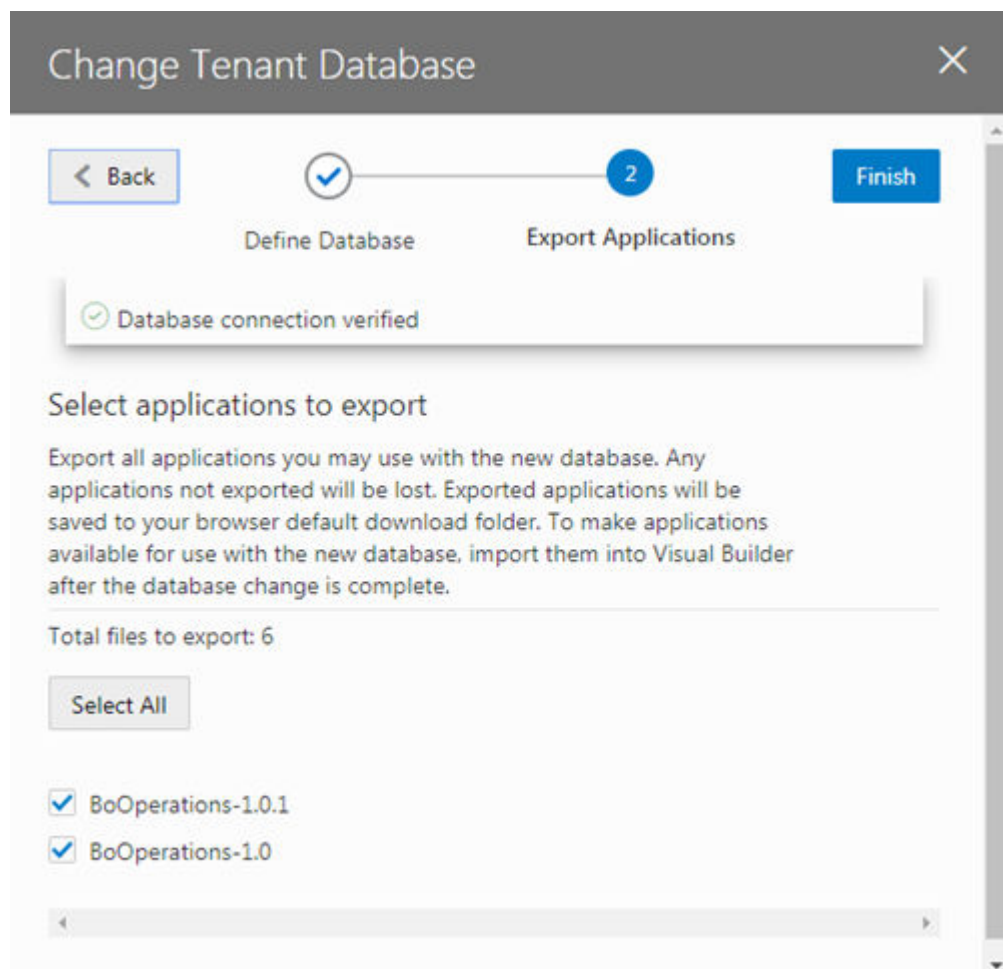 Change Tenant Database
Back
2
Finish
Define Database
Export Applications
Database connection verified
Select applications to export
Export all applications you may use with the new database. Any
applications not exported will be lost. Exported applications will be
saved to your browser default download folder. To make applications
available for use with the new database, import them into Visual Builder
after the database change is complete.
Total files to export: 6
Select All
BoOperations-1.0.1
BoOperations-1.0